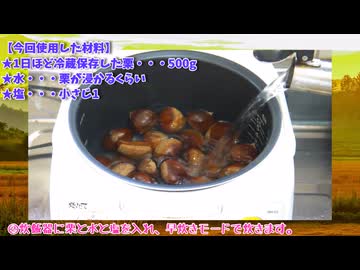 【今回使用した材料】
★1日ほど冷蔵保存した栗・・・500g
★水・・・栗が浸かるくらい
★塩・・・小さじ1
炊飯器に栗と水と塩を入れ、早炊きモードで炊きます。